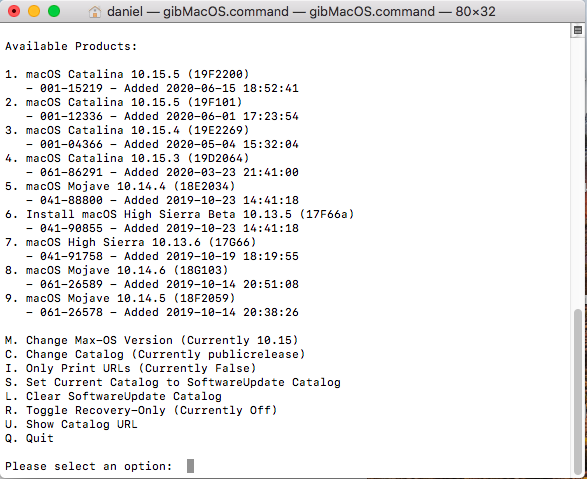 daniel — gibMacOS.command — gibMacOS.command — 80×32
Available Products:
1. macOS Catalina 10.15.5 (19F2200)
   - 001-15219 - Added 2020-06-15 18:52:41
2. macOS Catalina 10.15.5 (19F101)
   - 001-12336 - Added 2020-06-01 17:23:54
3. macOS Catalina 10.15.4 (19E2269)
   - 001-04366 - Added 2020-05-04 15:32:04
4. macOS Catalina 10.15.3 (19D2064)
   - 061-86291 - Added 2020-03-23 21:41:00
5. macOS Mojave 10.14.4 (18E2034)
   - 041-88800 - Added 2019-10-23 14:41:18
6. Install macOS High Sierra Beta 10.13.5 (17F66a)
   - 041-90855 - Added 2019-10-23 14:41:18
7. macOS High Sierra 10.13.6 (17G66)
   - 041-91758 - Added 2019-10-19 18:19:55
8. macOS Mojave 10.14.6 (18G103)
   - 061-26589 - Added 2019-10-14 20:51:08
9. macOS Mojave 10.14.5 (18F2059)
   - 061-26578 - Added 2019-10-14 20:38:26
M. Change Max-OS Version (Currently 10.15)
C. Change Catalog (Currently publicrelease)
I. Only Print URLs (Currently False)
S. Set Current Catalog to SoftwareUpdate Catalog
L. Clear SoftwareUpdate Catalog
R. Toggle Recovery-Only (Currently Off)
U. Show Catalog URL
Q. Quit
Please select an option: